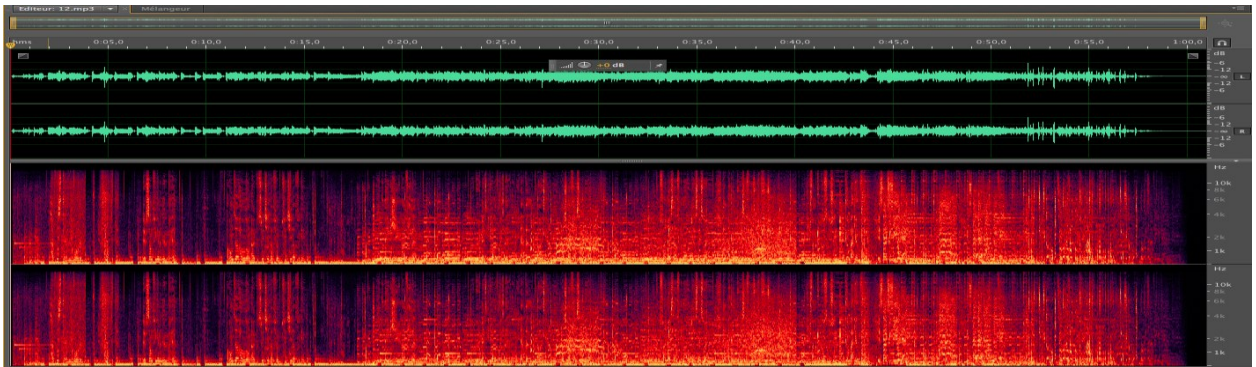 Editeur: 12.mp3 Mélangeur
hms 0:05,0 0:10,0 0:15,0 0:20,0 0:25,0 0:30,0 0:35,0 0:40,0 0:45,0 0:50,0 0:55,0 1:00,0
+0 dB
dB
-6
-12
-∞ L
-12
-6
dB
-6
-12
-∞ R
-12
-6
Hz
10k
8k
6k
4k
2k
1k
Hz
10k
8k
6k
4k
2k
1k